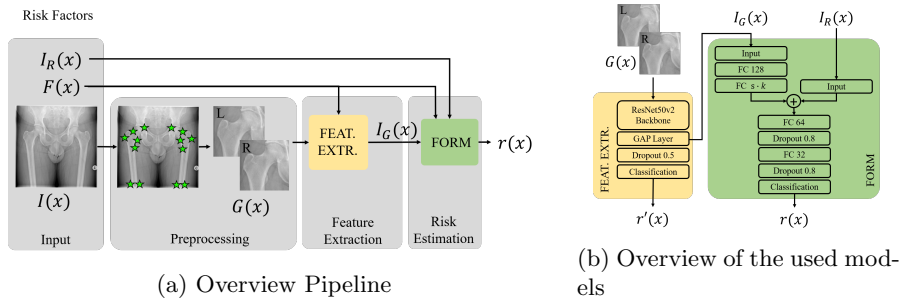 Risk Factors
I_R(x)
F(x)
L
R
I(x)
G(x)
FEAT.
EXTR.
I_G(x)
FORM
r(x)
Input
Preprocessing
Feature
Extraction
Risk
Estimation
(a) Overview Pipeline
L
R
G(x)
I_G(x)
I_R(x)
FEAT. EXTR.
ResNet50v2
Backbone
GAP Layer
Dropout 0.5
Classification
r'(x)
Input
FC 128
FC s · k
Input
+
FC 64
Dropout 0.8
FC 32
Dropout 0.8
Classification
FORM
r(x)
(b) Overview of the used mod-
els